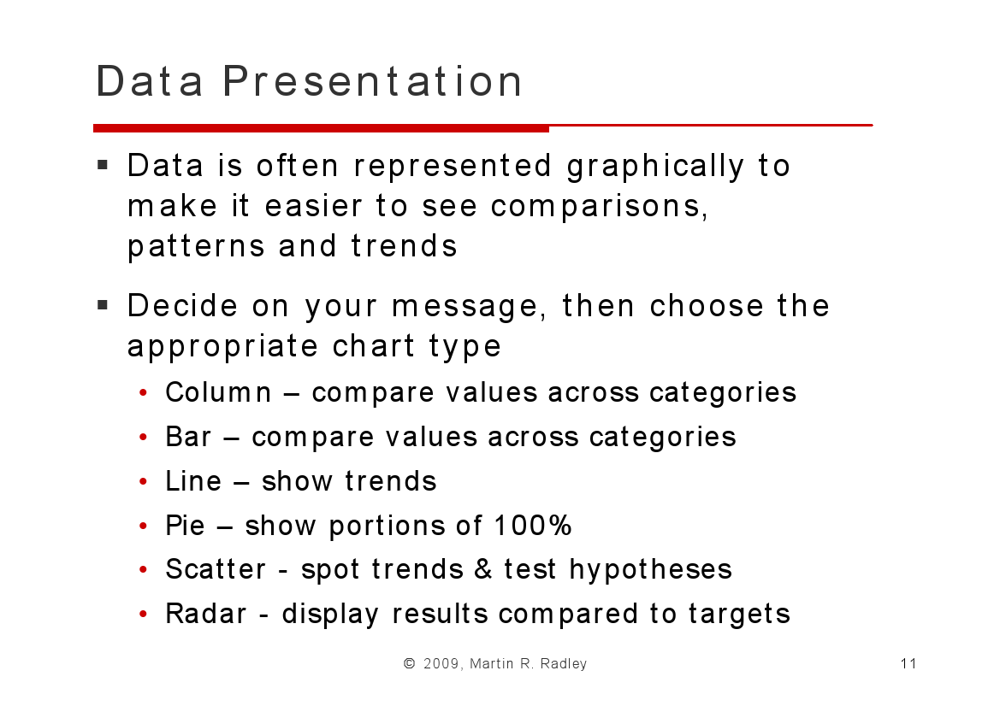 Data Presentation
▪ Data is often represented graphically to
make it easier to see comparisons,
patterns and trends
▪ Decide on your message, then choose the
appropriate chart type
• Column – compare values across categories
• Bar – compare values across categories
• Line – show trends
• Pie – show portions of 100%
• Scatter - spot trends & test hypotheses
• Radar - display results compared to targets
© 2009, Martin R. Radley
11